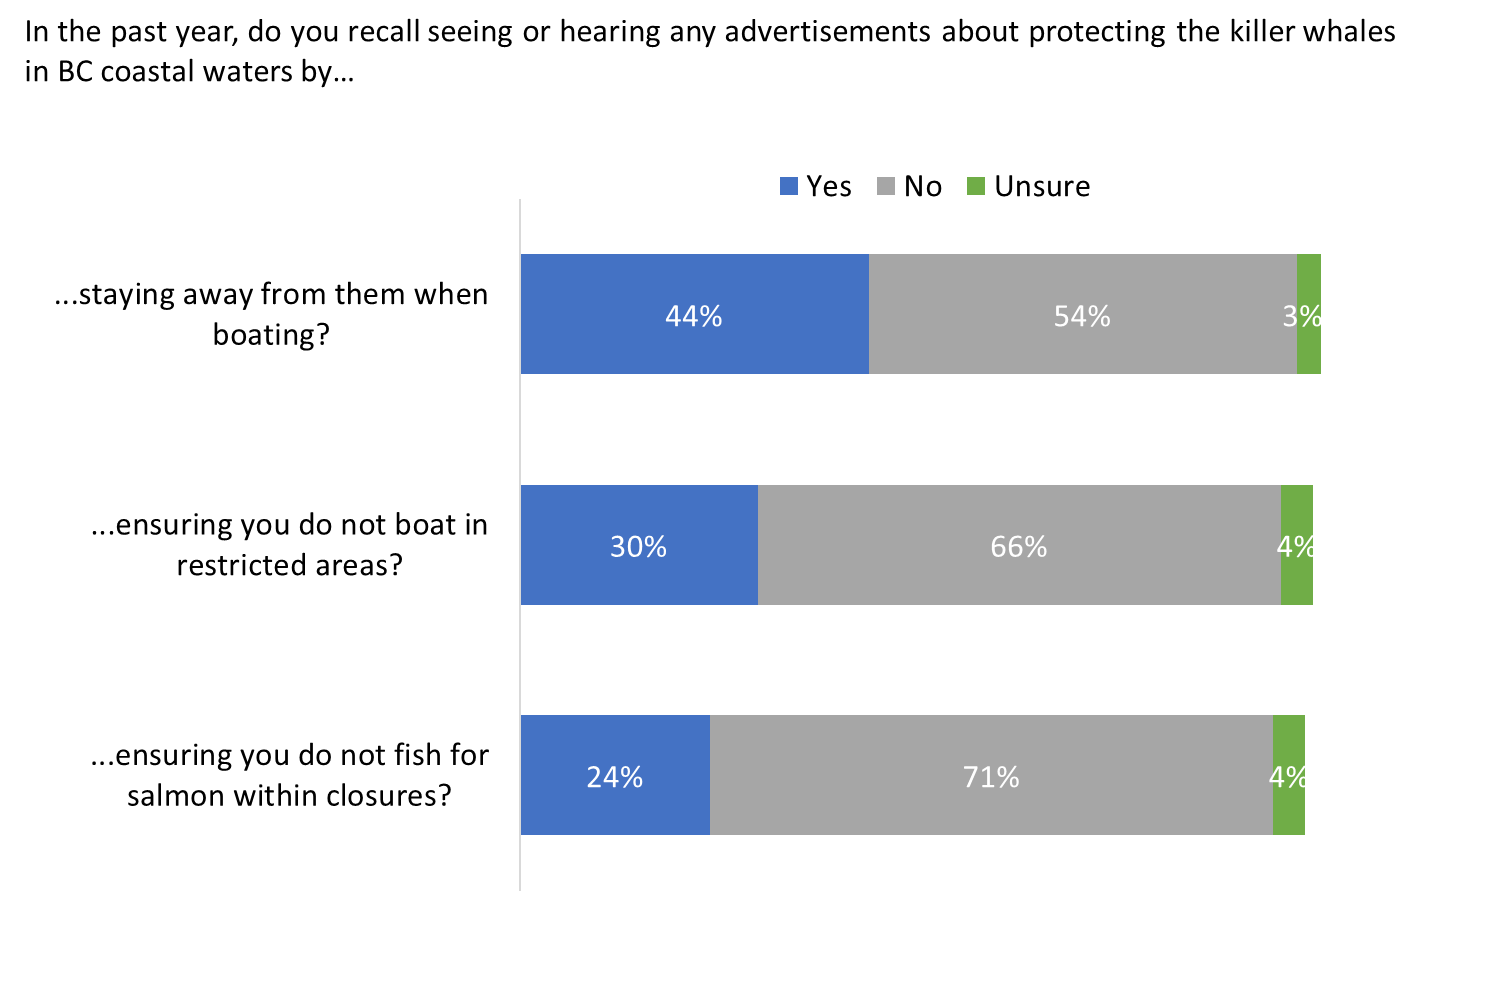 In the past year, do you recall seeing or hearing any advertisements about protecting the killer whales
in BC coastal waters by...
Yes No Unsure
...staying away from them when
boating?
44% 54% 3%
...ensuring you do not boat in
restricted areas?
30% 66% 4%
...ensuring you do not fish for
salmon within closures?
24% 71% 4%